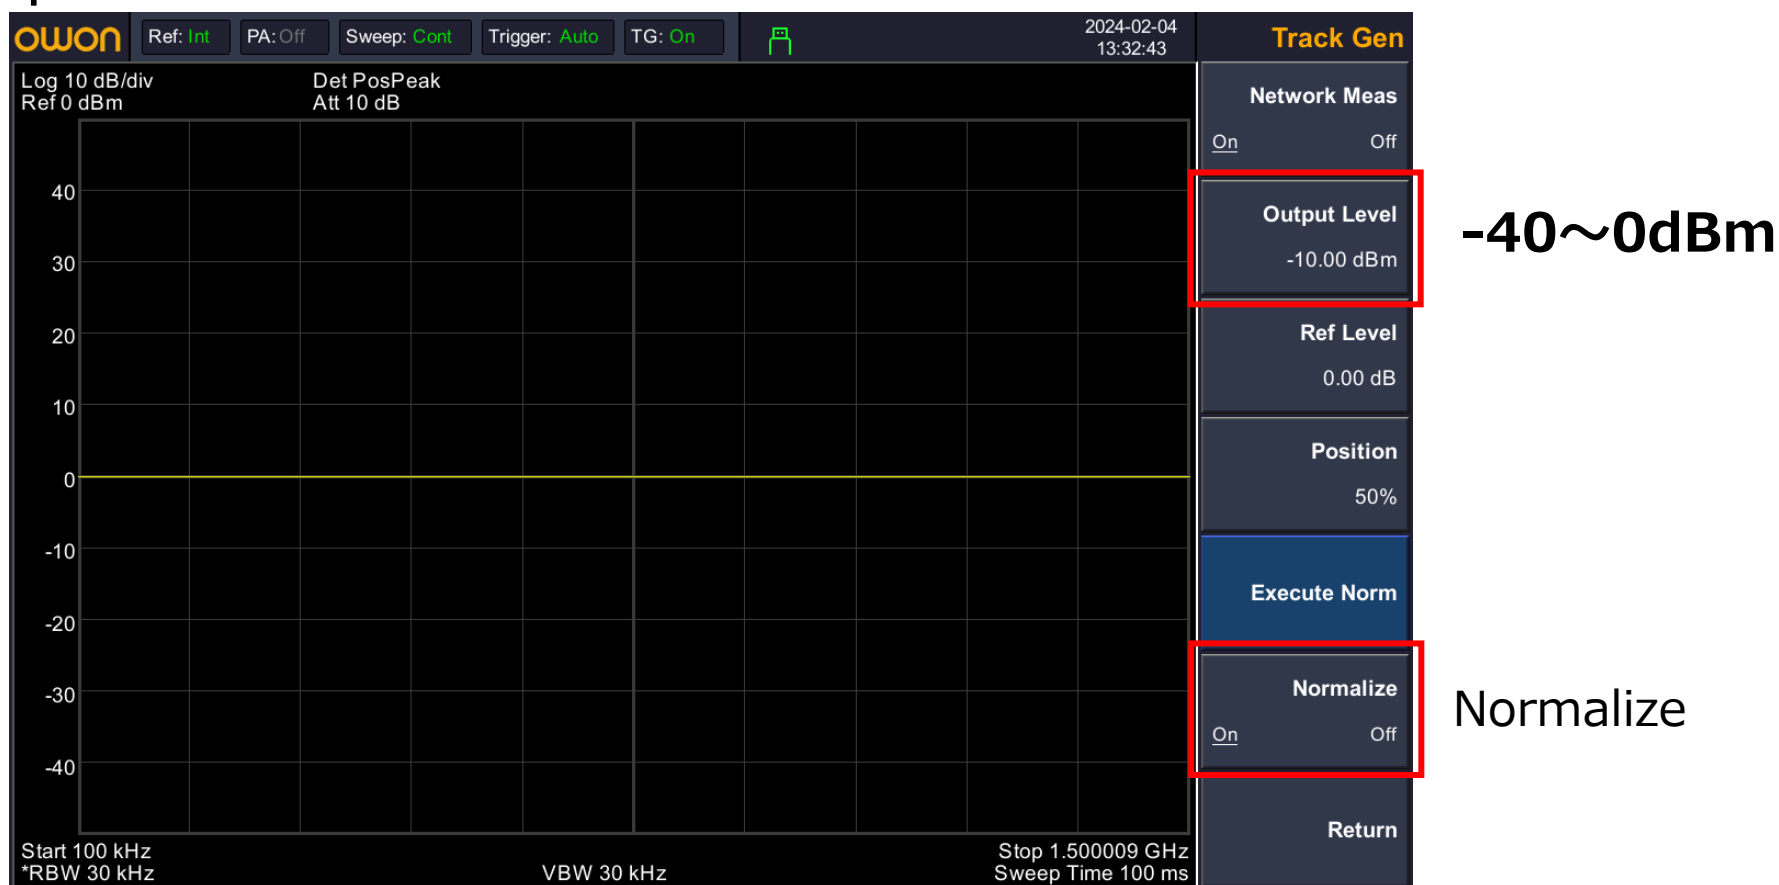 owon
Ref: Int
PA: Off
Sweep: Cont
Trigger: Auto
TG: On
2024-02-04
13:32:43
Track Gen
Log 10 dB/div
Det PosPeak
Ref 0 dBm
Att 10 dB
Network Meas
On Off
Output Level
-10.00 dBm
-40～0dBm
Ref Level
0.00 dB
Position
50%
Execute Norm
Normalize
On Off
Normalize
Return
40
30
20
10
0
-10
-20
-30
-40
Start 100 kHz
Stop 1.500009 GHz
*RBW 30 kHz
VBW 30 kHz
Sweep Time 100 ms